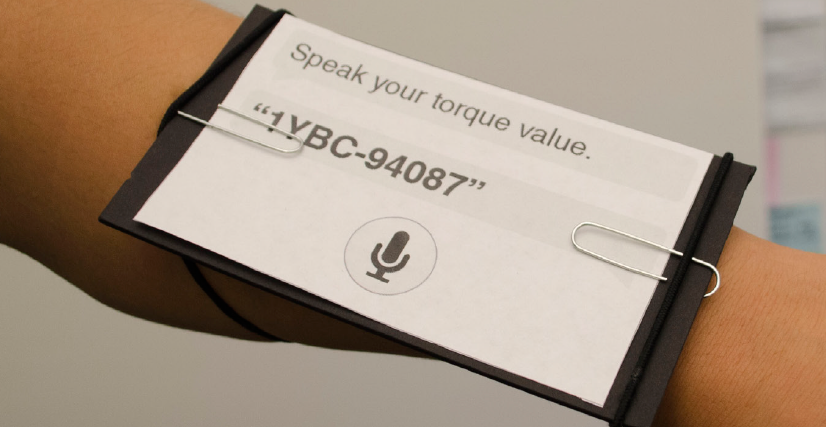 Speak your torque value.
“1YBC-94087”